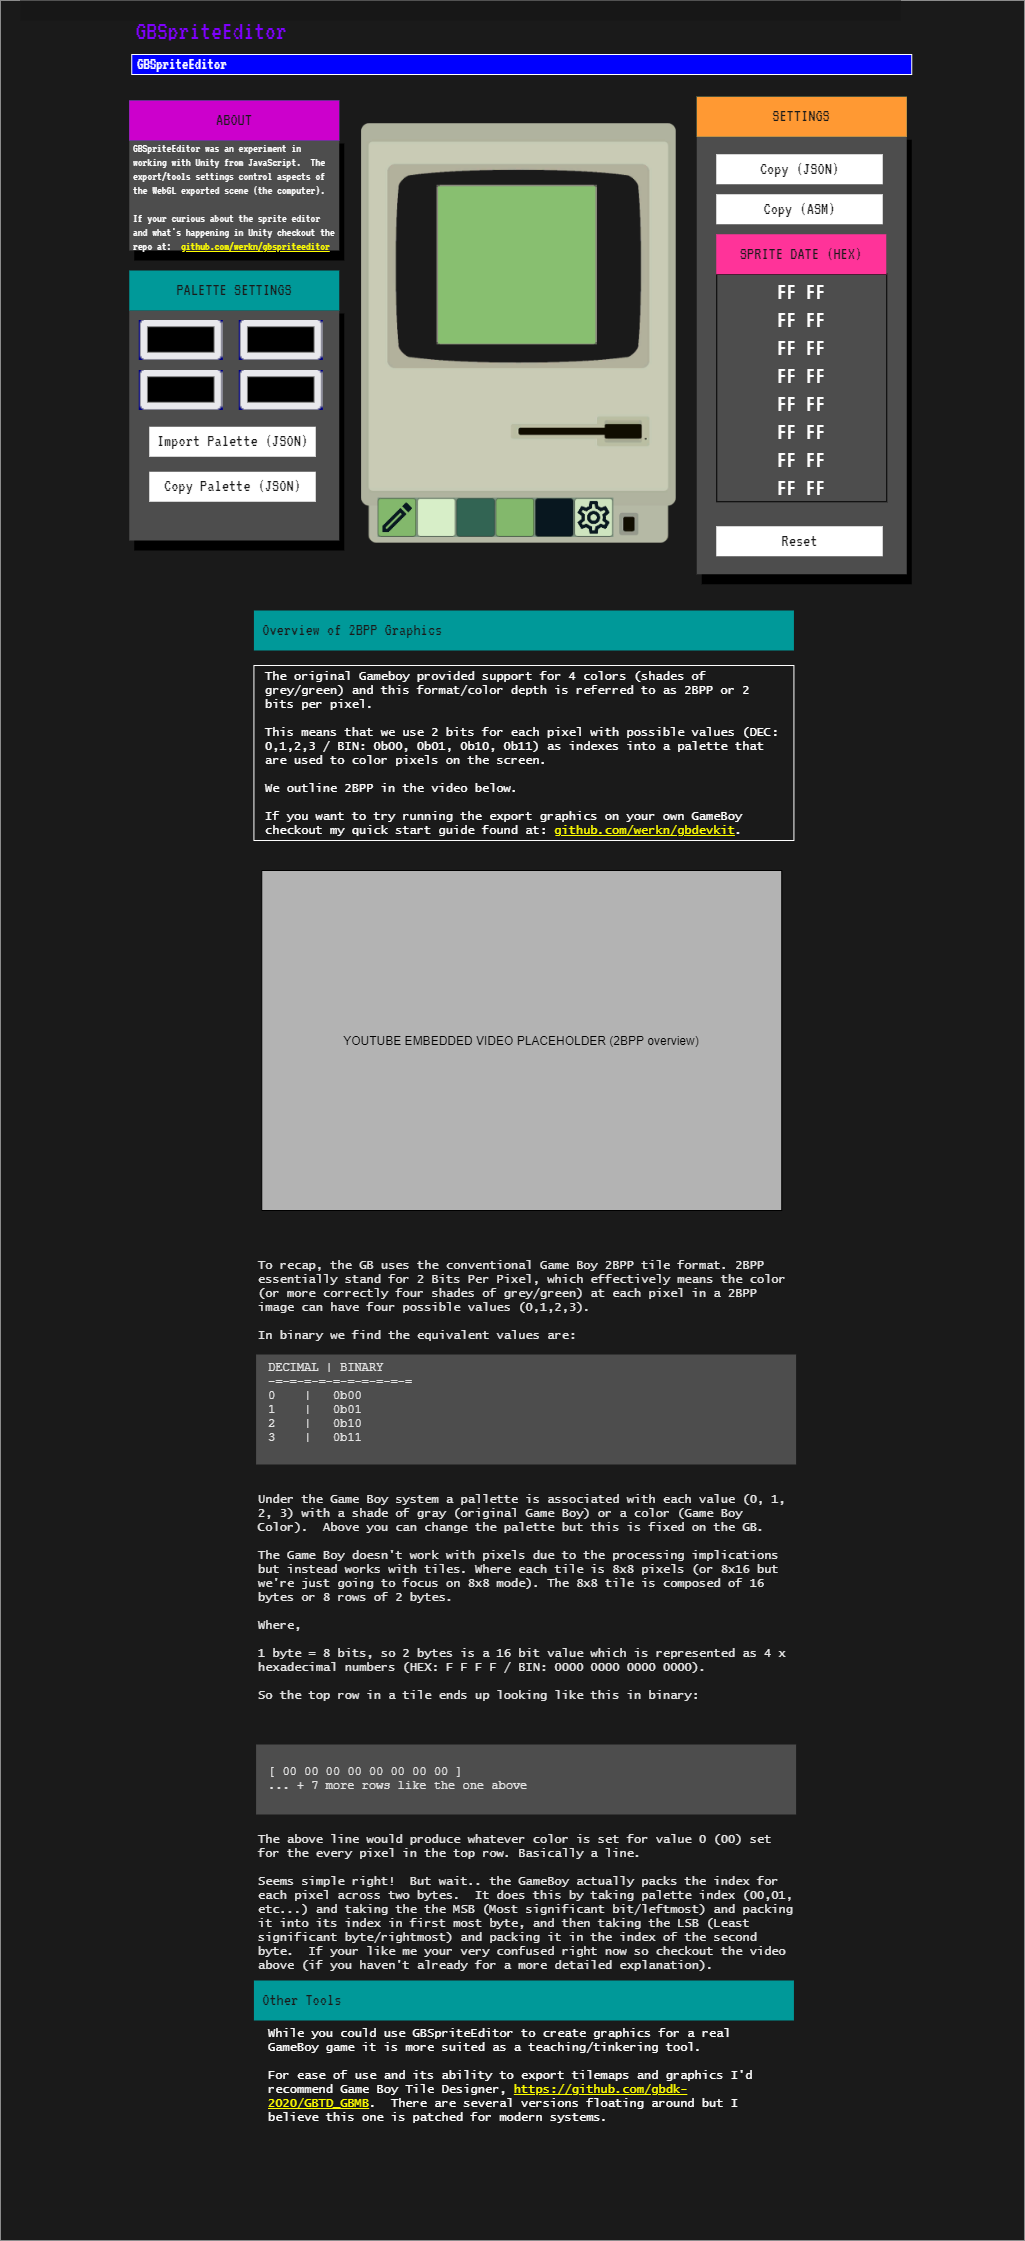 GBSpriteEditor
GBSpriteEditor
ABOUT
GBSpriteEditor was an experiment in
working with Unity from JavaScript.  The
export/tools settings control aspects of
the WebGL exported scene (the computer).
If your curious about the sprite editor
and what's happening in Unity checkout the
repo at:  github.com/werkn/gbspriteeditor
PALETTE SETTINGS
Import Palette (JSON)
Copy Palette (JSON)
SETTINGS
Copy (JSON)
Copy (ASM)
SPRITE DATE (HEX)
FF FF
FF FF
FF FF
FF FF
FF FF
FF FF
FF FF
FF FF
Reset
Overview of 2BPP Graphics
The original Gameboy provided support for 4 colors (shades of
grey/green) and this format/color depth is referred to as 2BPP or 2
bits per pixel.
This means that we use 2 bits for each pixel with possible values (DEC:
0,1,2,3 / BIN: 0b00, 0b01, 0b10, 0b11) as indexes into a palette that
are used to color pixels on the screen.
We outline 2BPP in the video below.
If you want to try running the export graphics on your own GameBoy
checkout my quick start guide found at: github.com/werkn/gbdevkit.
YOUTUBE EMBEDDED VIDEO PLACEHOLDER (2BPP overview)
To recap, the GB uses the conventional Game Boy 2BPP tile format. 2BPP
essentially stand for 2 Bits Per Pixel, which effectively means the color
(or more correctly four shades of grey/green) at each pixel in a 2BPP
image can have four possible values (0,1,2,3).
In binary we find the equivalent values are:
DECIMAL | BINARY
-=-=-=-=-=-=-=-=-=-=
0    |   0b00
1    |   0b01
2    |   0b10
3    |   0b11
Under the Game Boy system a pallette is associated with each value (0, 1,
2, 3) with a shade of gray (original Game Boy) or a color (Game Boy
Color).  Above you can change the palette but this is fixed on the GB.
The Game Boy doesn't work with pixels due to the processing implications
but instead works with tiles. Where each tile is 8x8 pixels (or 8x16 but
we're just going to focus on 8x8 mode). The 8x8 tile is composed of 16
bytes or 8 rows of 2 bytes.
Where,
1 byte = 8 bits, so 2 bytes is a 16 bit value which is represented as 4 x
hexadecimal numbers (HEX: F F F F / BIN: 0000 0000 0000 0000).
So the top row in a tile ends up looking like this in binary:
[ 00 00 00 00 00 00 00 00 ]
... + 7 more rows like the one above
The above line would produce whatever color is set for value 0 (00) set
for the every pixel in the top row. Basically a line.
Seems simple right!  But wait.. the GameBoy actually packs the index for
each pixel across two bytes.  It does this by taking palette index (00,01,
etc...) and taking the the MSB (Most significant bit/leftmost) and packing
it into its index in first most byte, and then taking the LSB (Least
significant byte/rightmost) and packing it in the index of the second
byte.  If your like me your very confused right now so checkout the video
above (if you haven't already for a more detailed explanation).
Other Tools
While you could use GBSpriteEditor to create graphics for a real
GameBoy game it is more suited as a teaching/tinkering tool.
For ease of use and its ability to export tilemaps and graphics I'd
recommend Game Boy Tile Designer, https://github.com/gbdk-
2020/GBTD_GBMB.  There are several versions floating around but I
believe this one is patched for modern systems.